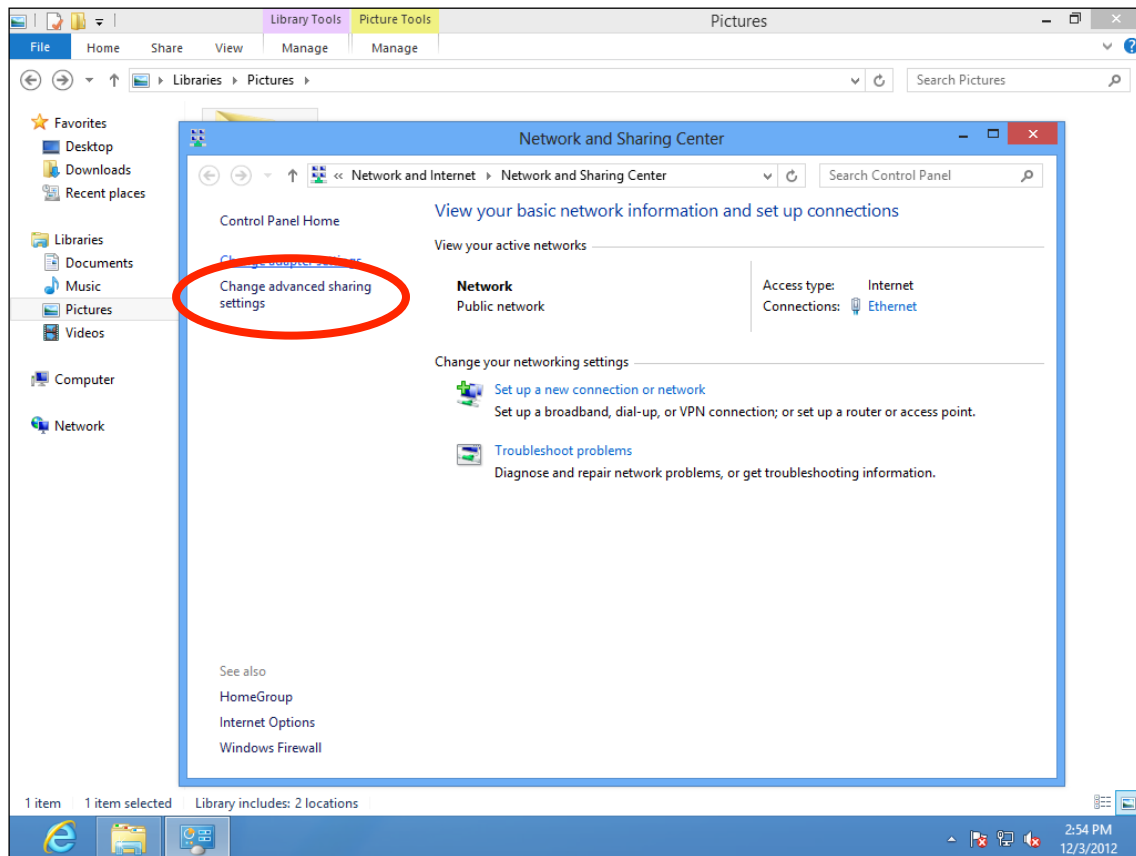 Library Tools Picture Tools Pictures
File Home Share View Manage Manage
Libraries Pictures Search Pictures
Favorites
Desktop
Downloads
Recent places
Libraries
Documents
Music
Pictures
Videos
Computer
Network
Network and Sharing Center
« Network and Internet Network and Sharing Center Search Control Panel
Control Panel Home
Change adapter settings
Change advanced sharing
settings
View your basic network information and set up connections
View your active networks
Network
Public network
Access type: Internet
Connections: Ethernet
Change your networking settings
Set up a new connection or network
Set up a broadband, dial-up, or VPN connection; or set up a router or access point.
Troubleshoot problems
Diagnose and repair network problems, or get troubleshooting information.
See also
HomeGroup
Internet Options
Windows Firewall
1 item 1 item selected Library includes: 2 locations
2:54 PM
12/3/2012